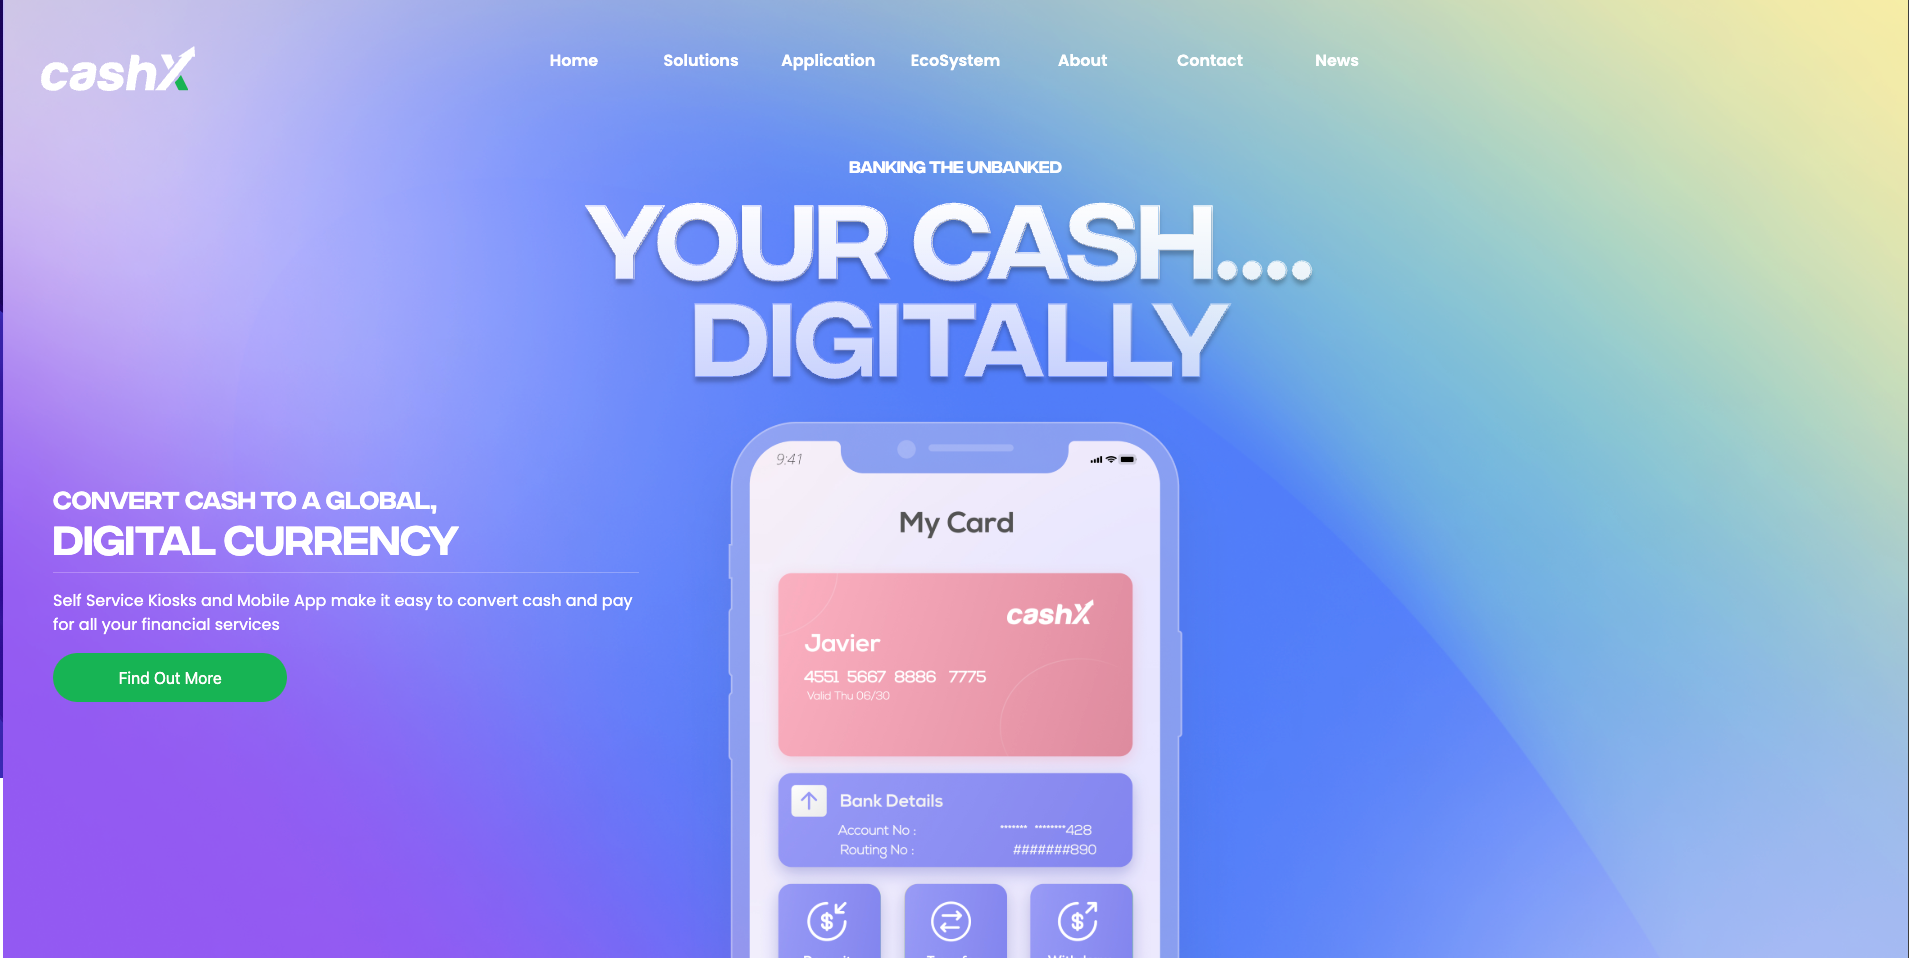 cashX
Home Solutions Application EcoSystem About Contact News
BANKING THE UNBANKED
YOUR CASH....
DIGITALLY
CONVERT CASH TO A GLOBAL,
DIGITAL CURRENCY
Self Service Kiosks and Mobile App make it easy to convert cash and pay
for all your financial services
Find Out More
9:41
My Card
cashX
Javier
4551 5667 8886 7775
Valid Thu 06/30
Bank Details
Account No : ******* ********428
Routing No : #######890